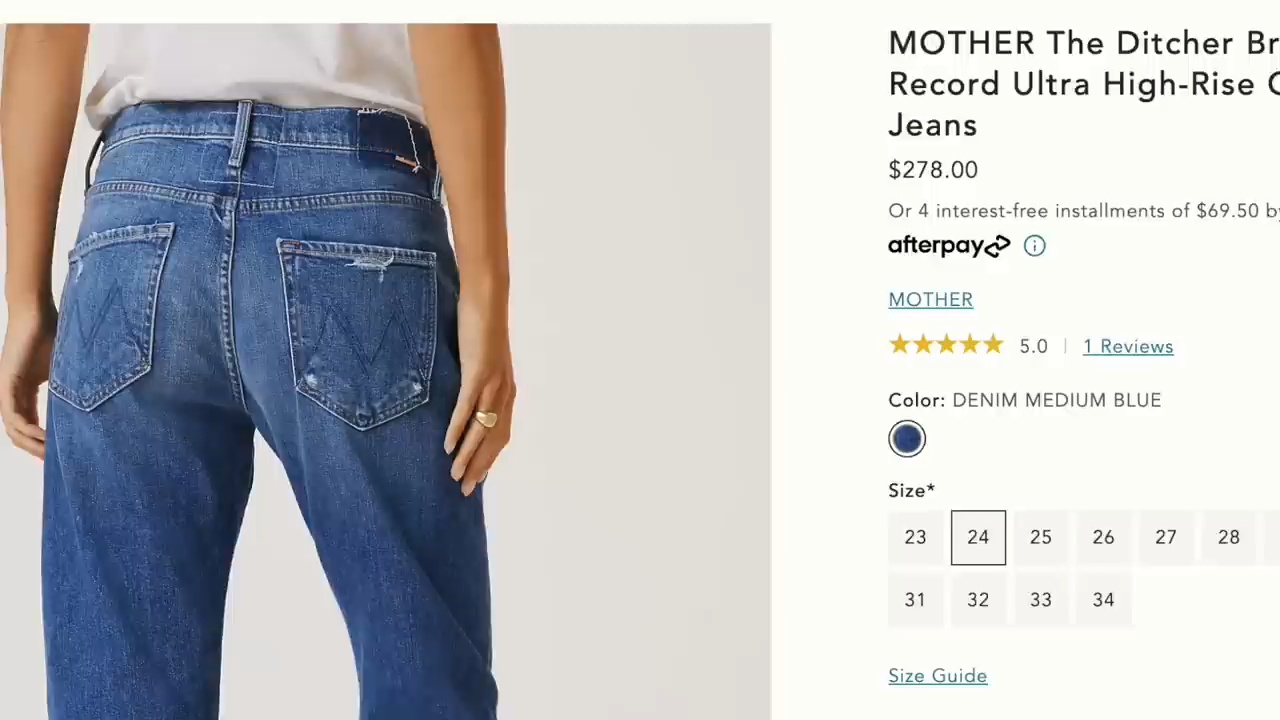 MOTHER The Ditcher
Record Ultra High-Rise
Jeans
$278.00
Or 4 interest-free installments of $69.50
afterpay
MOTHER
5.0 | 1 Reviews
Color: DENIM MEDIUM BLUE
Size*
23 24 25 26 27 28
31 32 33 34
Size Guide